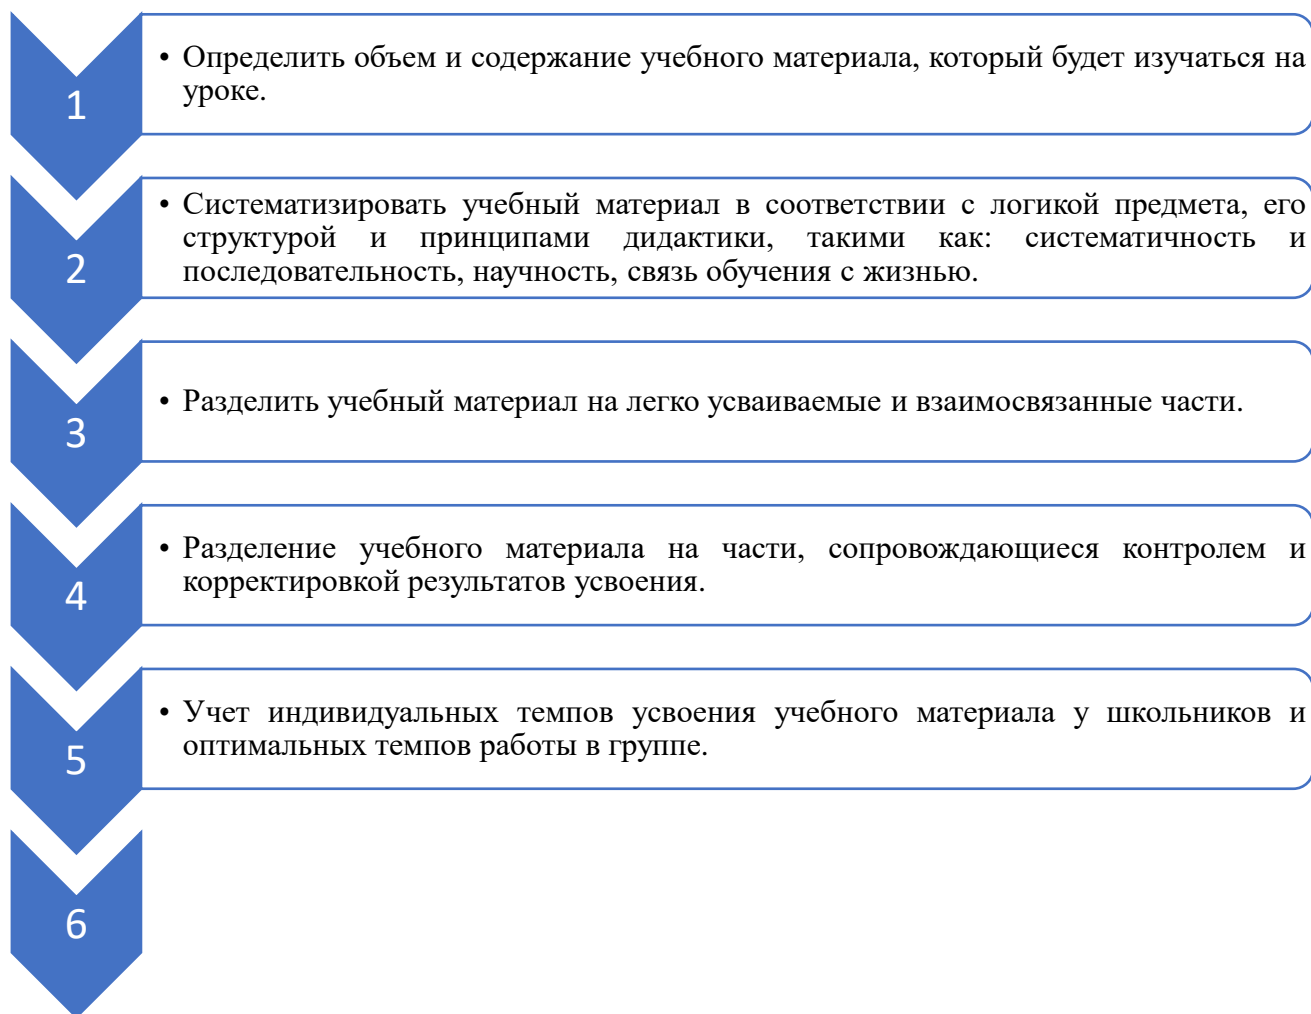 1
• Определить объем и содержание учебного материала, который будет изучаться на
уроке.
2
• Систематизировать учебный материал в соответствии с логикой предмета, его
структурой и принципами дидактики, такими как: систематичность и
последовательность, научность, связь обучения с жизнью.
3
• Разделить учебный материал на легко усваиваемые и взаимосвязанные части.
4
• Разделение учебного материала на части, сопровождающиеся контролем и
корректировкой результатов усвоения.
5
• Учет индивидуальных темпов усвоения учебного материала у школьников и
оптимальных темпов работы в группе.
6